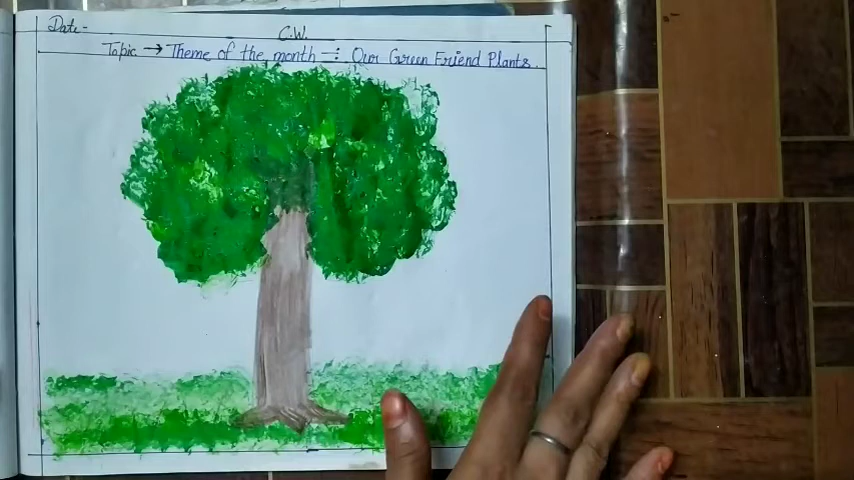 Date-
C.W.
Topic → Theme of the month :- Our Green Friend Plants.